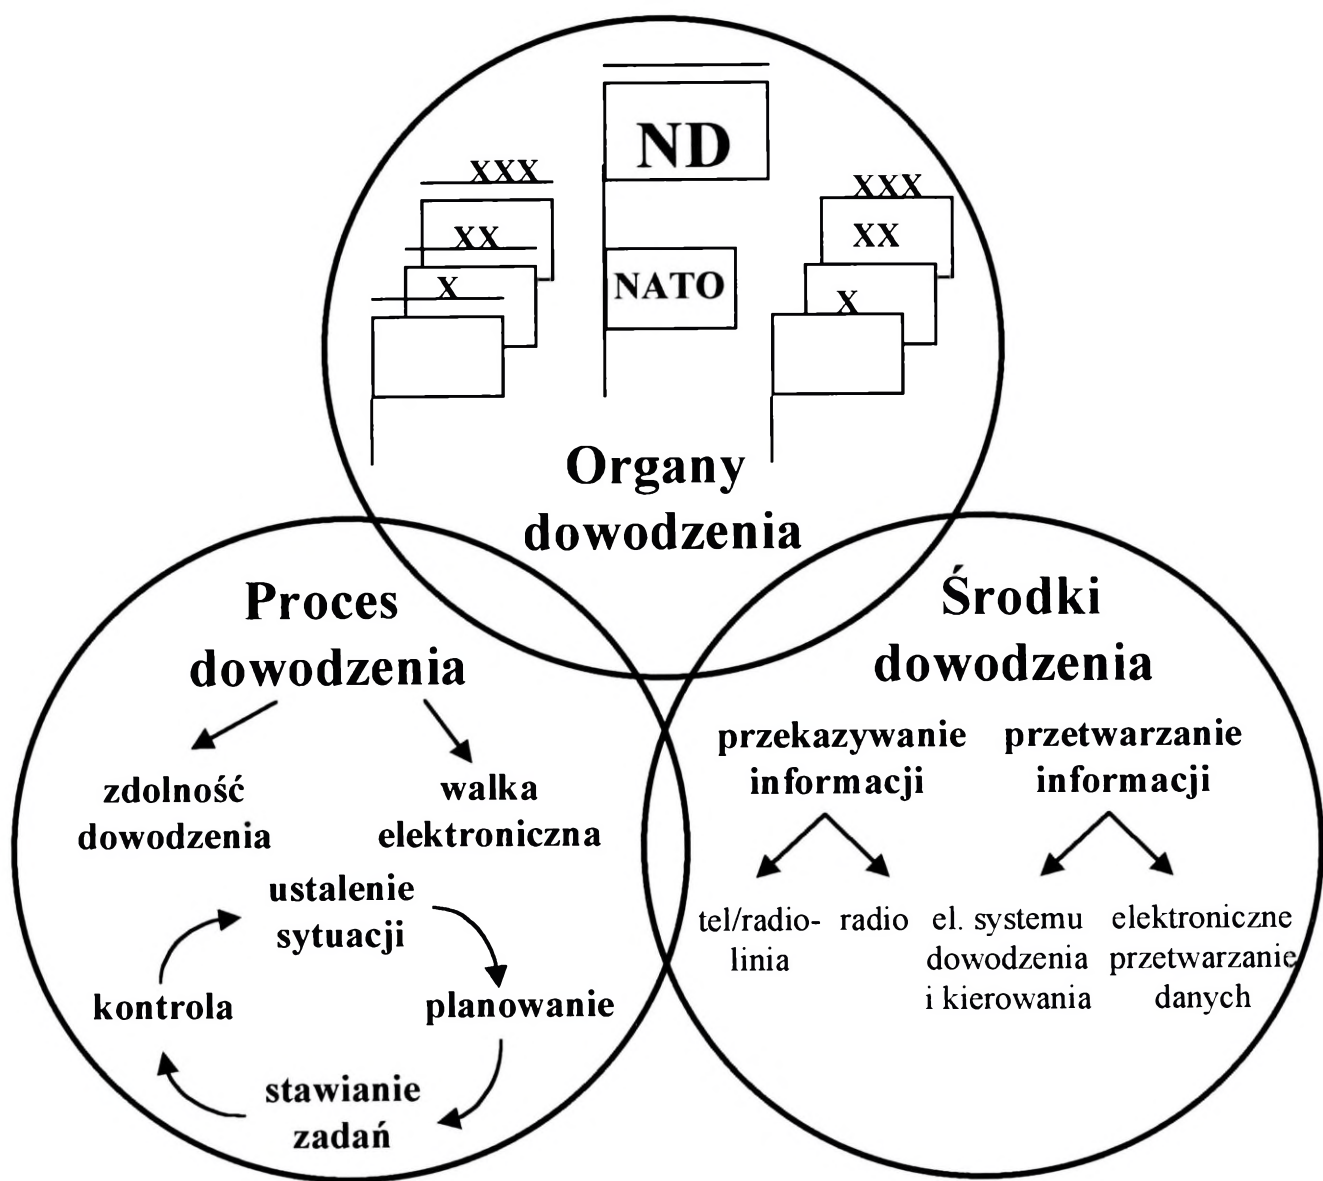 ND
XXX
XX
X
NATO
XXX
XX
X
Organy
dowodzenia
Proces
dowodzenia
zdolność
dowodzenia
walka
elektroniczna
ustalenie
sytuacji
planowanie
stawianie
zadań
kontrola
Środki
dowodzenia
przekazywanie
informacji
przetwarzanie
informacji
tel/radio-
linia
radio
el. systemu
dowodzenia
i kierowania
elektroniczne
przetwarzanie
danych